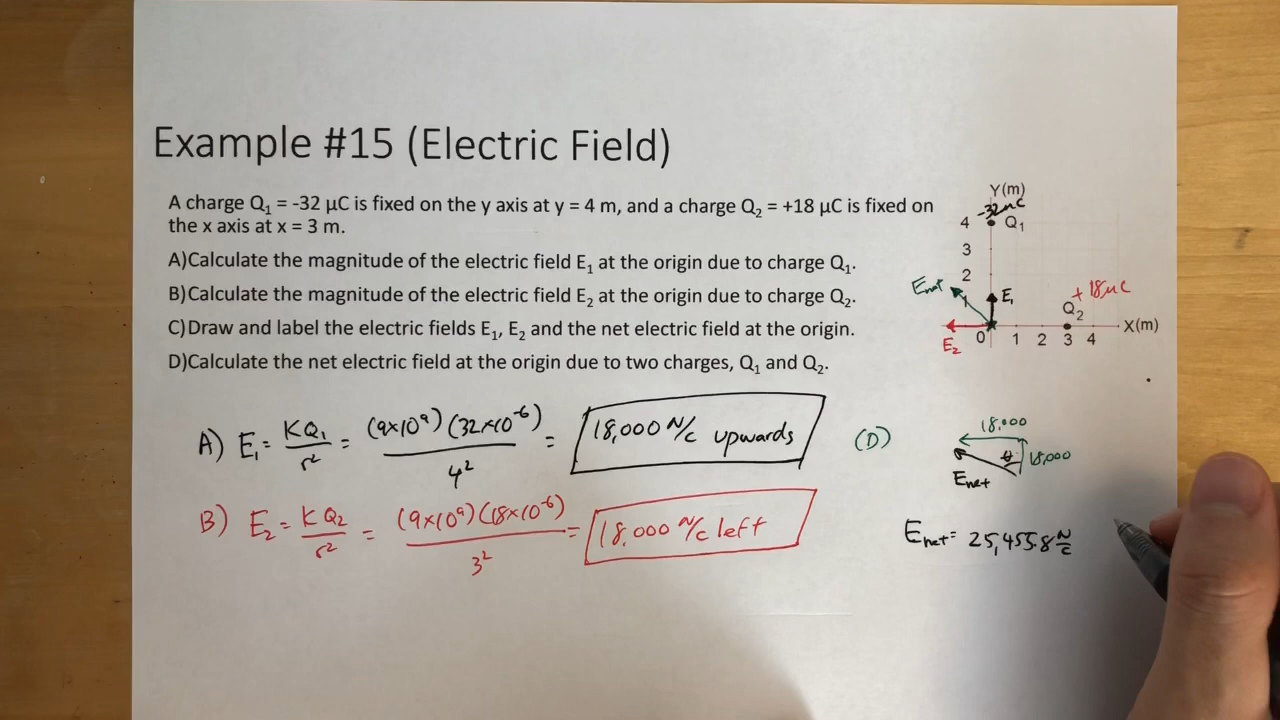 Example #15 (Electric Field)
A charge Q₁ = -32 μC is fixed on the y axis at y = 4 m, and a charge Q₂ = +18 μC is fixed on
the x axis at x = 3 m.
A)Calculate the magnitude of the electric field E₁ at the origin due to charge Q₁.
B)Calculate the magnitude of the electric field E₂ at the origin due to charge Q₂.
C)Draw and label the electric fields E₁, E₂ and the net electric field at the origin.
D)Calculate the net electric field at the origin due to two charges, Q₁ and Q₂.
Y(m)
-32μC
4 Q₁
3
2
Enet 1 E₁
+18μC
Q₂
X(m)
E₂ 0 1 2 3 4
A) E₁ = KQ₁/r² = (9×10⁹)(32×10⁻⁶)/4² = 18,000 N/C upwards
B) E₂ = KQ₂/r² = (9×10⁹)(18×10⁻⁶)/3² = 18,000 N/C left
(D)
18,000
θ 18,000
Enet
Enet = 25,455.8 N/C